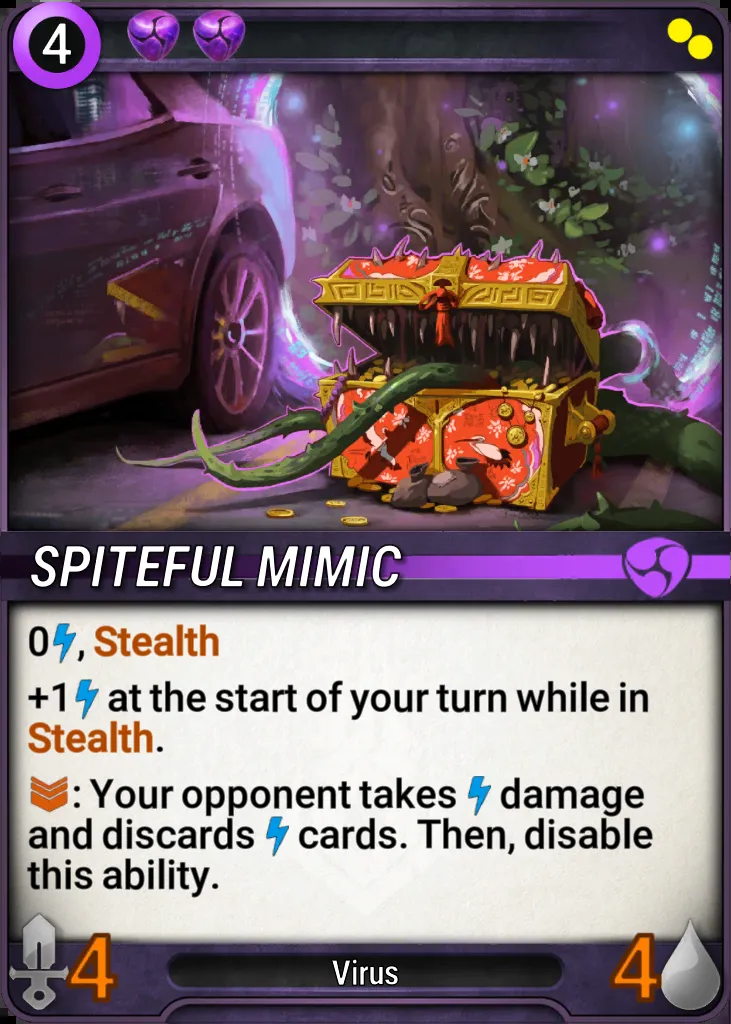 4
SPITEFUL MIMIC
0, Stealth
+1 at the start of your turn while in
Stealth.
: Your opponent takes damage
and discards cards. Then, disable
this ability.
4 Virus 4